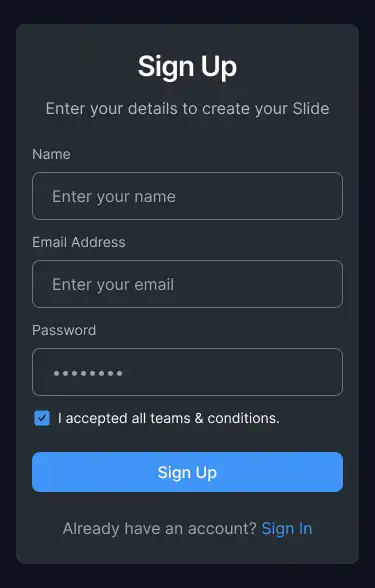 Sign Up
Enter your details to create your Slide
Name
Enter your name
Email Address
Enter your email
Password
••••••••
I accepted all teams & conditions.
Sign Up
Already have an account? Sign In